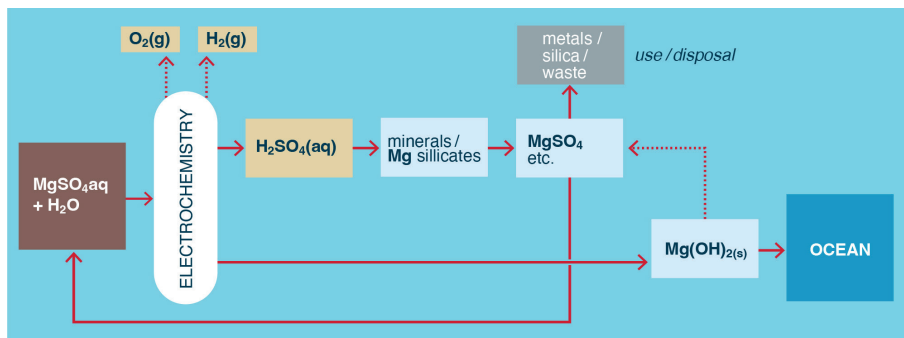 O₂(g)
H₂(g)
metals /
silica /
waste
use / disposal
ELECTROCHEMISTRY
MgSO₄aq
+ H₂O
H₂SO₄(aq)
minerals /
Mg sillicates
MgSO₄
etc.
Mg(OH)₂₍ₛ₎
OCEAN